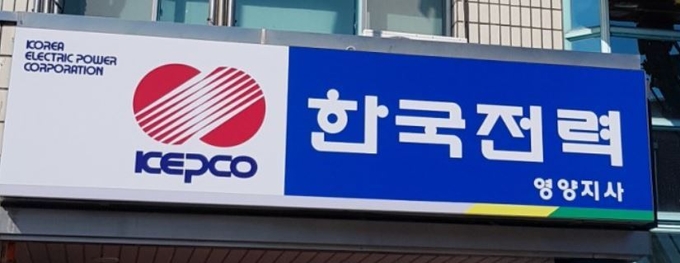 KOREA
ELECTRIC POWER
CORPORATION
KEPCO
한국전력
영양지사